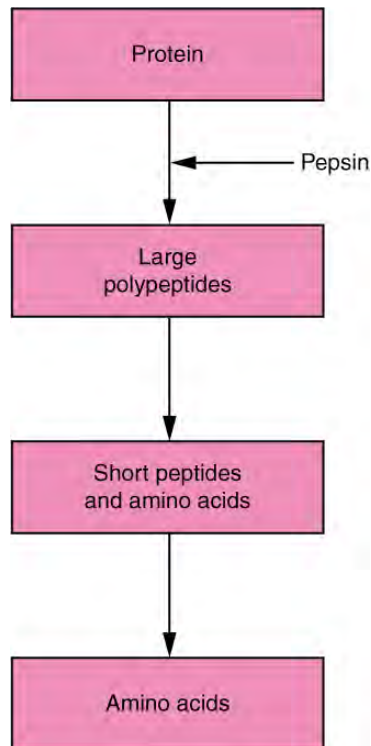 Protein
Pepsin
Large
polypeptides
Short peptides
and amino acids
Amino acids